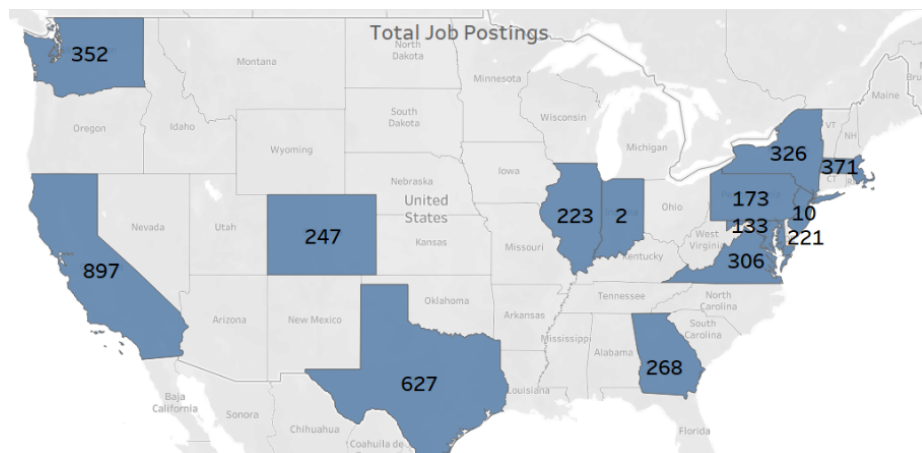 Total Job Postings
352
Montana
North
Dakota
Minnesota
Maine
Oregon
Idaho
Wisconsin
VT
NH
South
Dakota
Michigan
326
371
Wyoming
Iowa
CT
Nebraska
Ohio
173
10
Nevada
Utah
247
United
States
223
2
133
221
Kansas
Missouri
West
Virginia
306
897
Kentucky
Arizona
New Mexico
Oklahoma
Tennessee
North
Carolina
Arkansas
South
Carolina
Mississippi
Alabama
268
627
Louisiana
Baja
California
Sonora
Chihuahua
Coahuila de
Florida